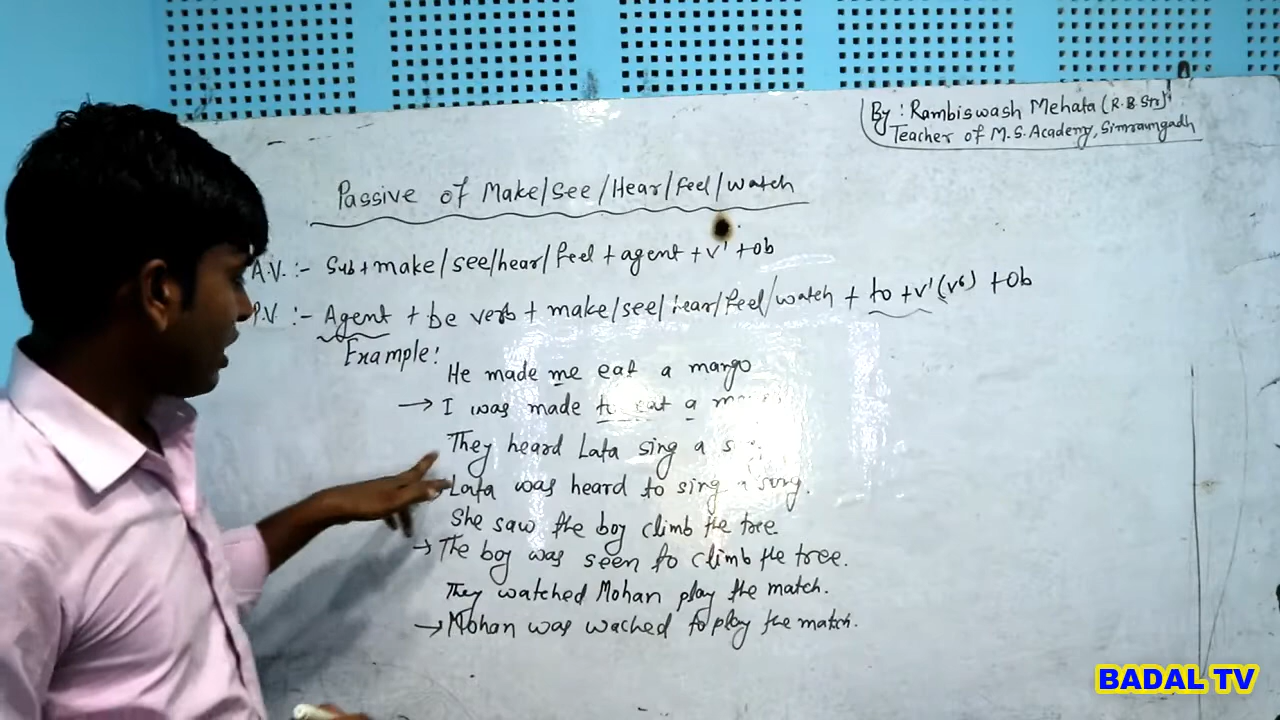 By : Rambiswash Mehata (R.B. Sir)
Teacher of M.S. Academy, Simraungadh
Passive of Make/See/Hear/Feel/Watch
A.V. :- Sub + make/see/hear/feel + agent + v¹ + ob
P.V. :- Agent + be verb + make/see/hear/feel/watch + to + v¹ (v⁶) + ob
Example:
He made me eat a mango
→ I was made to eat a
They heard Lata sing a
Lata was heard to sing a song.
She saw the boy climb the tree
→ The boy was seen to climb the tree.
They watched Mohan play the match.
→ Mohan was wached to play the match.
BADAL TV